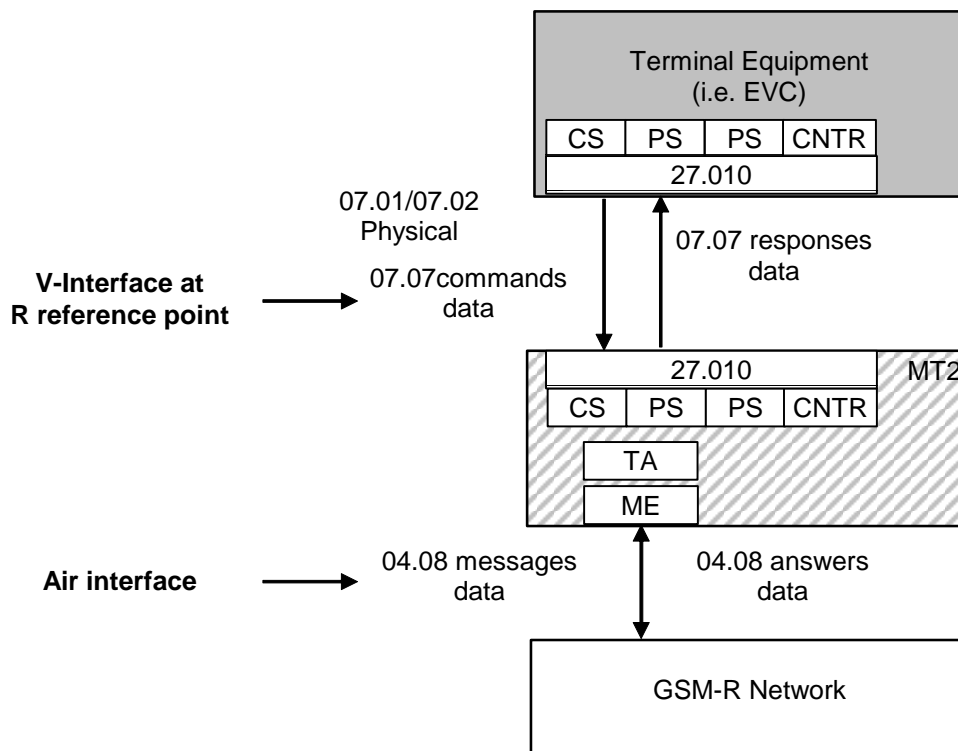 Terminal Equipment
(i.e. EVC)
CS PS PS CNTR
27.010
07.01/07.02
Physical
07.07 responses
data
V-Interface at
R reference point
07.07commands
data
27.010
MT2
CS PS PS CNTR
TA
ME
Air interface
04.08 messages
data
04.08 answers
data
GSM-R Network